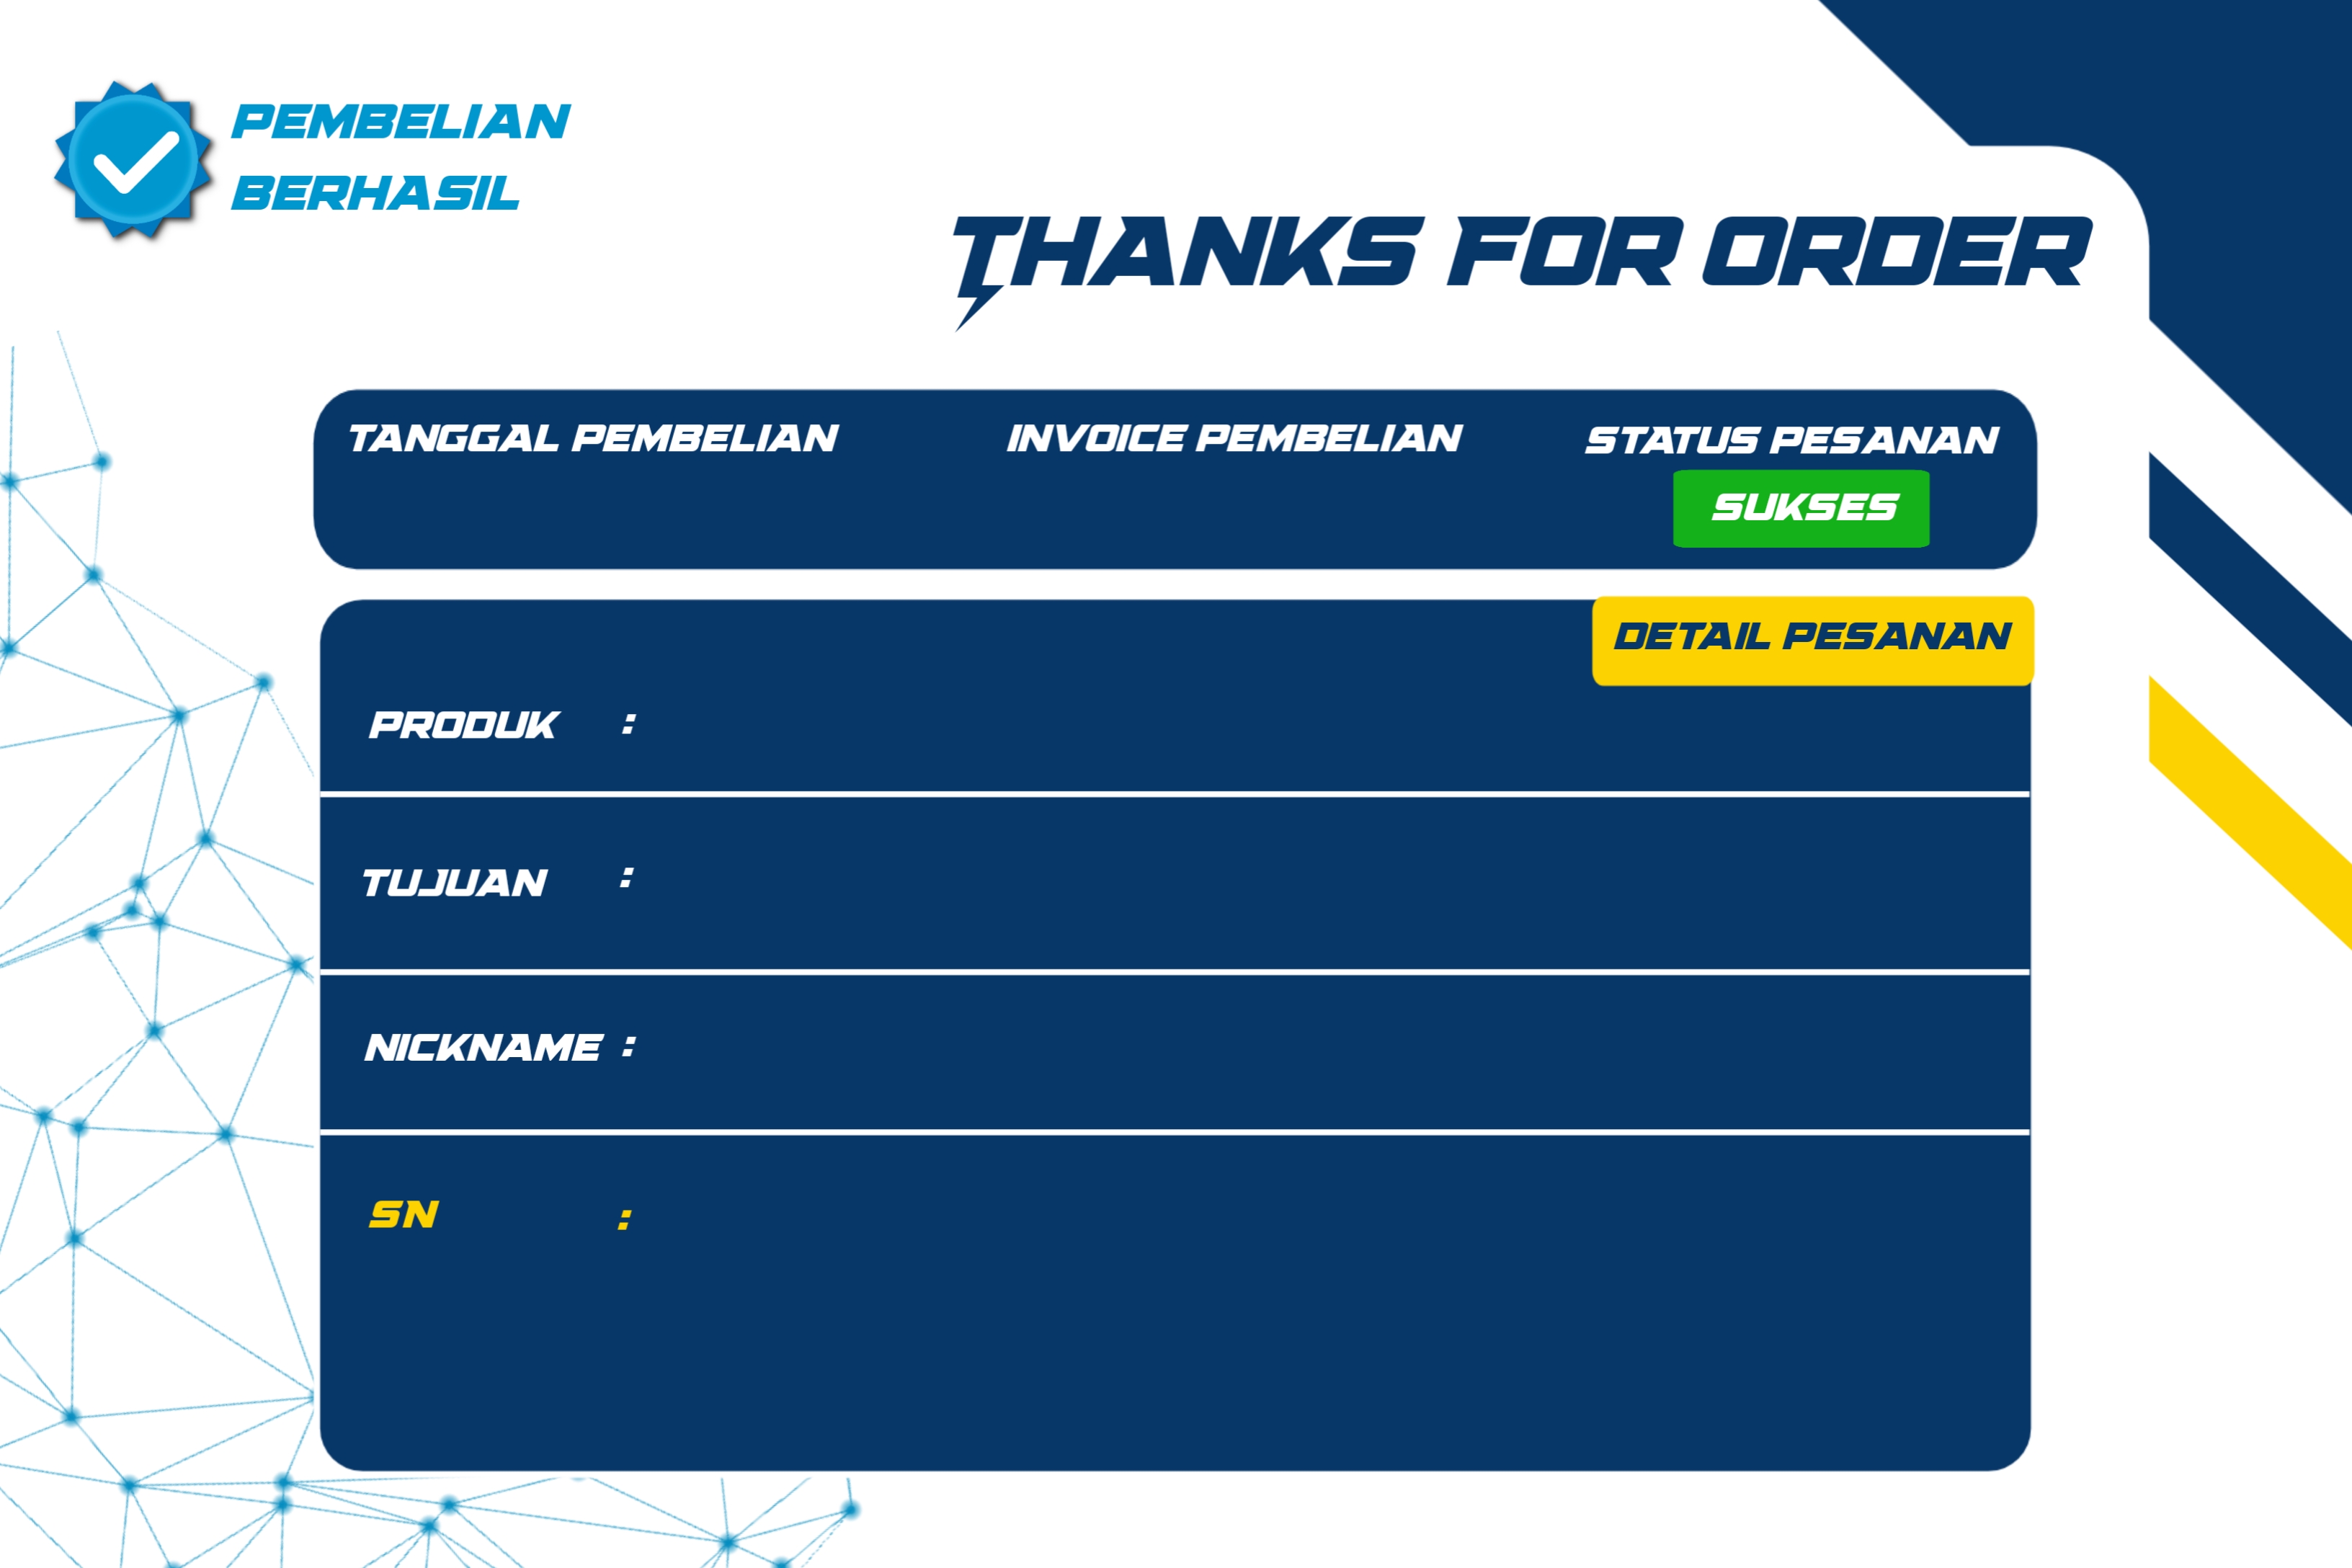 PEMBELIAN
BERHASIL
THANKS FOR ORDER
TANGGAL PEMBELIAN
INVOICE PEMBELIAN
STATUS PESANAN
SUKSES
DETAIL PESANAN
PRODUK :
TUJUAN :
NICKNAME :
SN :